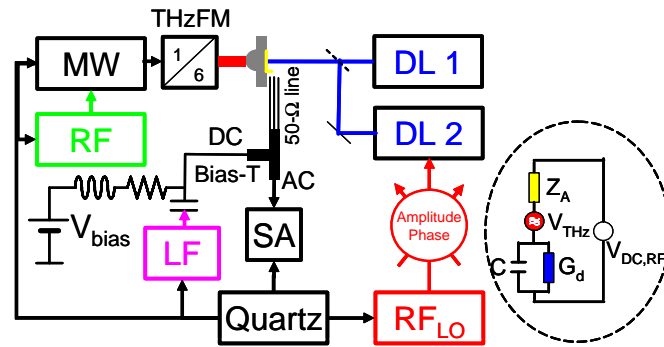 THzFM
MW
1
6
DL 1
RF
50-Ω line
DL 2
DC
Bias-T
AC
Z_A
V_THz
V_bias
LF
SA
Amplitude
Phase
C
G_d
V_DC,RF
Quartz
RF_LO